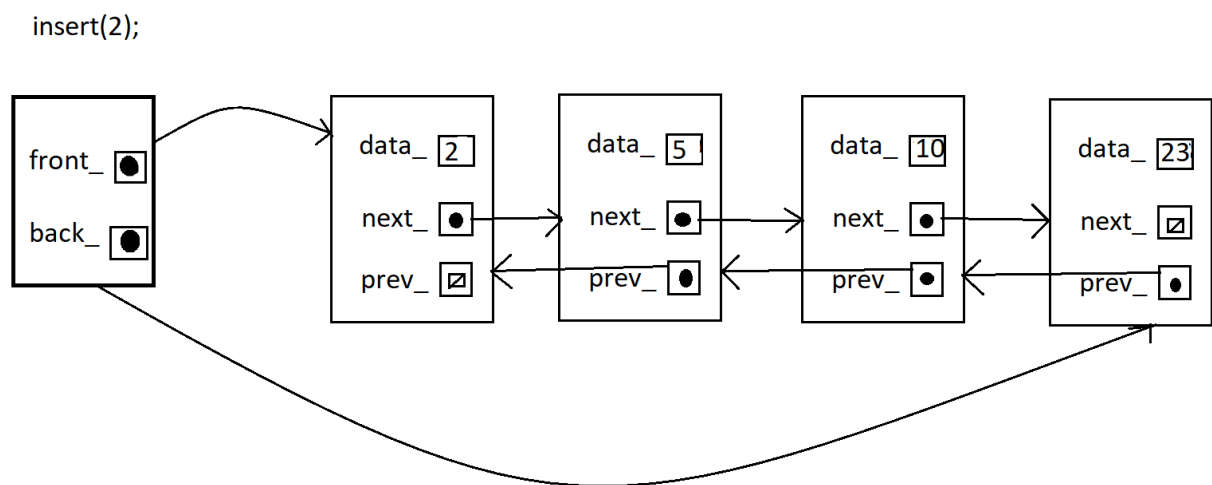 insert(2);
front_
back_
data_ 2
next_
prev_
data_ 5
next_
prev_
data_ 10
next_
prev_
data_ 23
next_
prev_